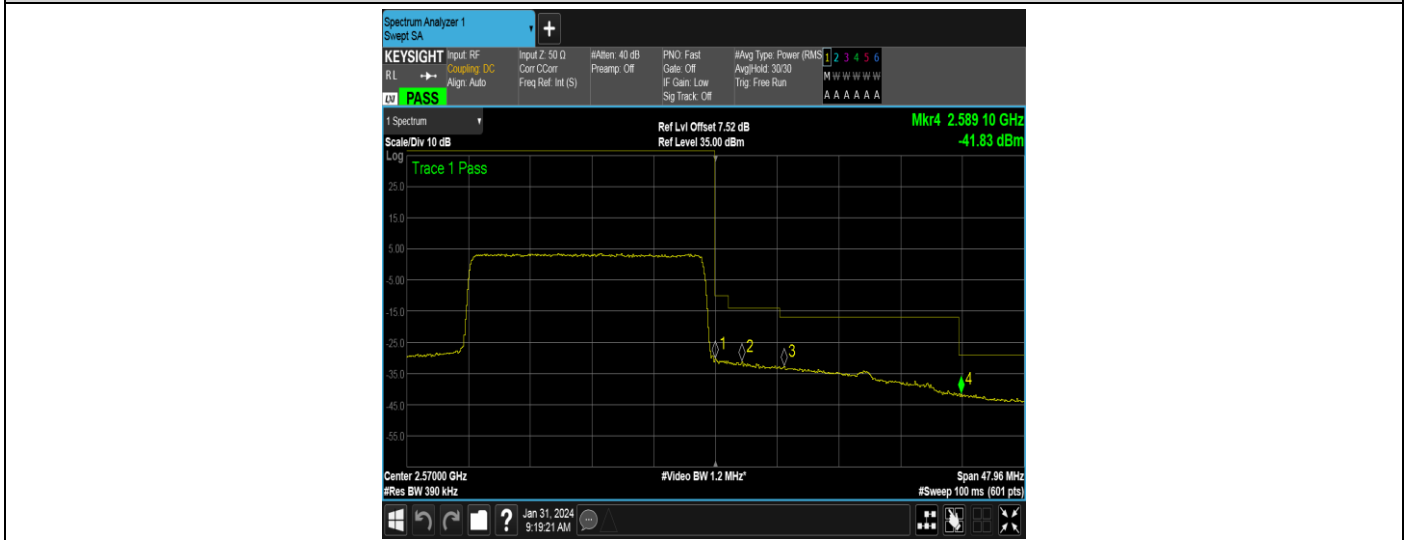 Spectrum Analyzer 1
Swept SA
+
KEYSIGHT Input: RF Input Z: 50 Ω #Atten: 40 dB PNO: Fast #Avg Type: Power (RMS 1 2 3 4 5 6
RL Coupling: DC Corr CCorr Preamp: Off Gate: Off Avg|Hold: 30/30 M W W W W W
Align: Auto Freq Ref: Int (S) IF Gain: Low Trig: Free Run
Sig Track: Off A A A A A A
LXI PASS
1 Spectrum
Ref Lvl Offset 7.52 dB Mkr4 2.589 10 GHz
Scale/Div 10 dB Ref Level 35.00 dBm -41.83 dBm
Log
Trace 1 Pass
25.0
15.0
5.00
-5.00
-15.0
-25.0
1 2 3
-35.0
4
-45.0
-55.0
Center 2.57000 GHz #Video BW 1.2 MHz* Span 47.96 MHz
#Res BW 390 kHz #Sweep 100 ms (601 pts)
? Jan 31, 2024
9:19:21 AM